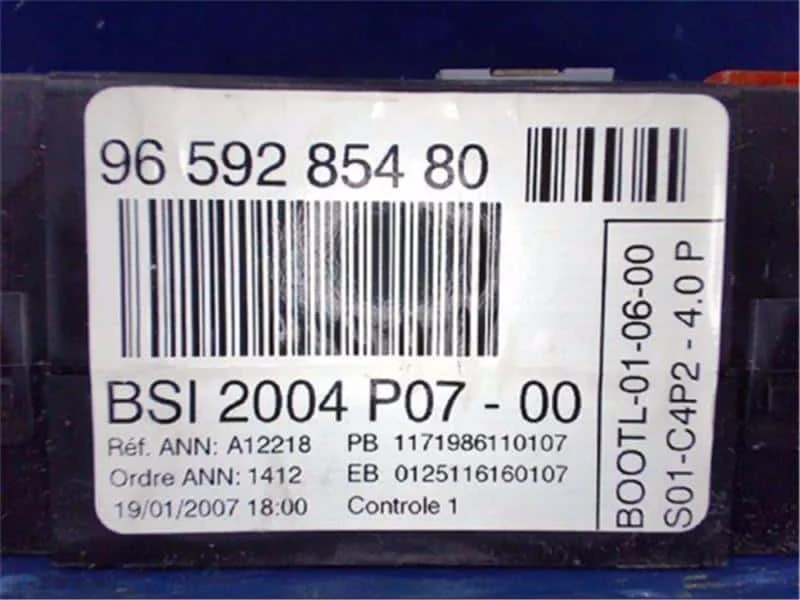 96 592 854 80
BSI 2004 P07 - 00
Réf. ANN: A12218 PB 1171986110107
Ordre ANN: 1412 EB 0125116160107
19/01/2007 18:00 Controle 1
BOOTL-01-06-00
S01-C4P2 - 4.0 P